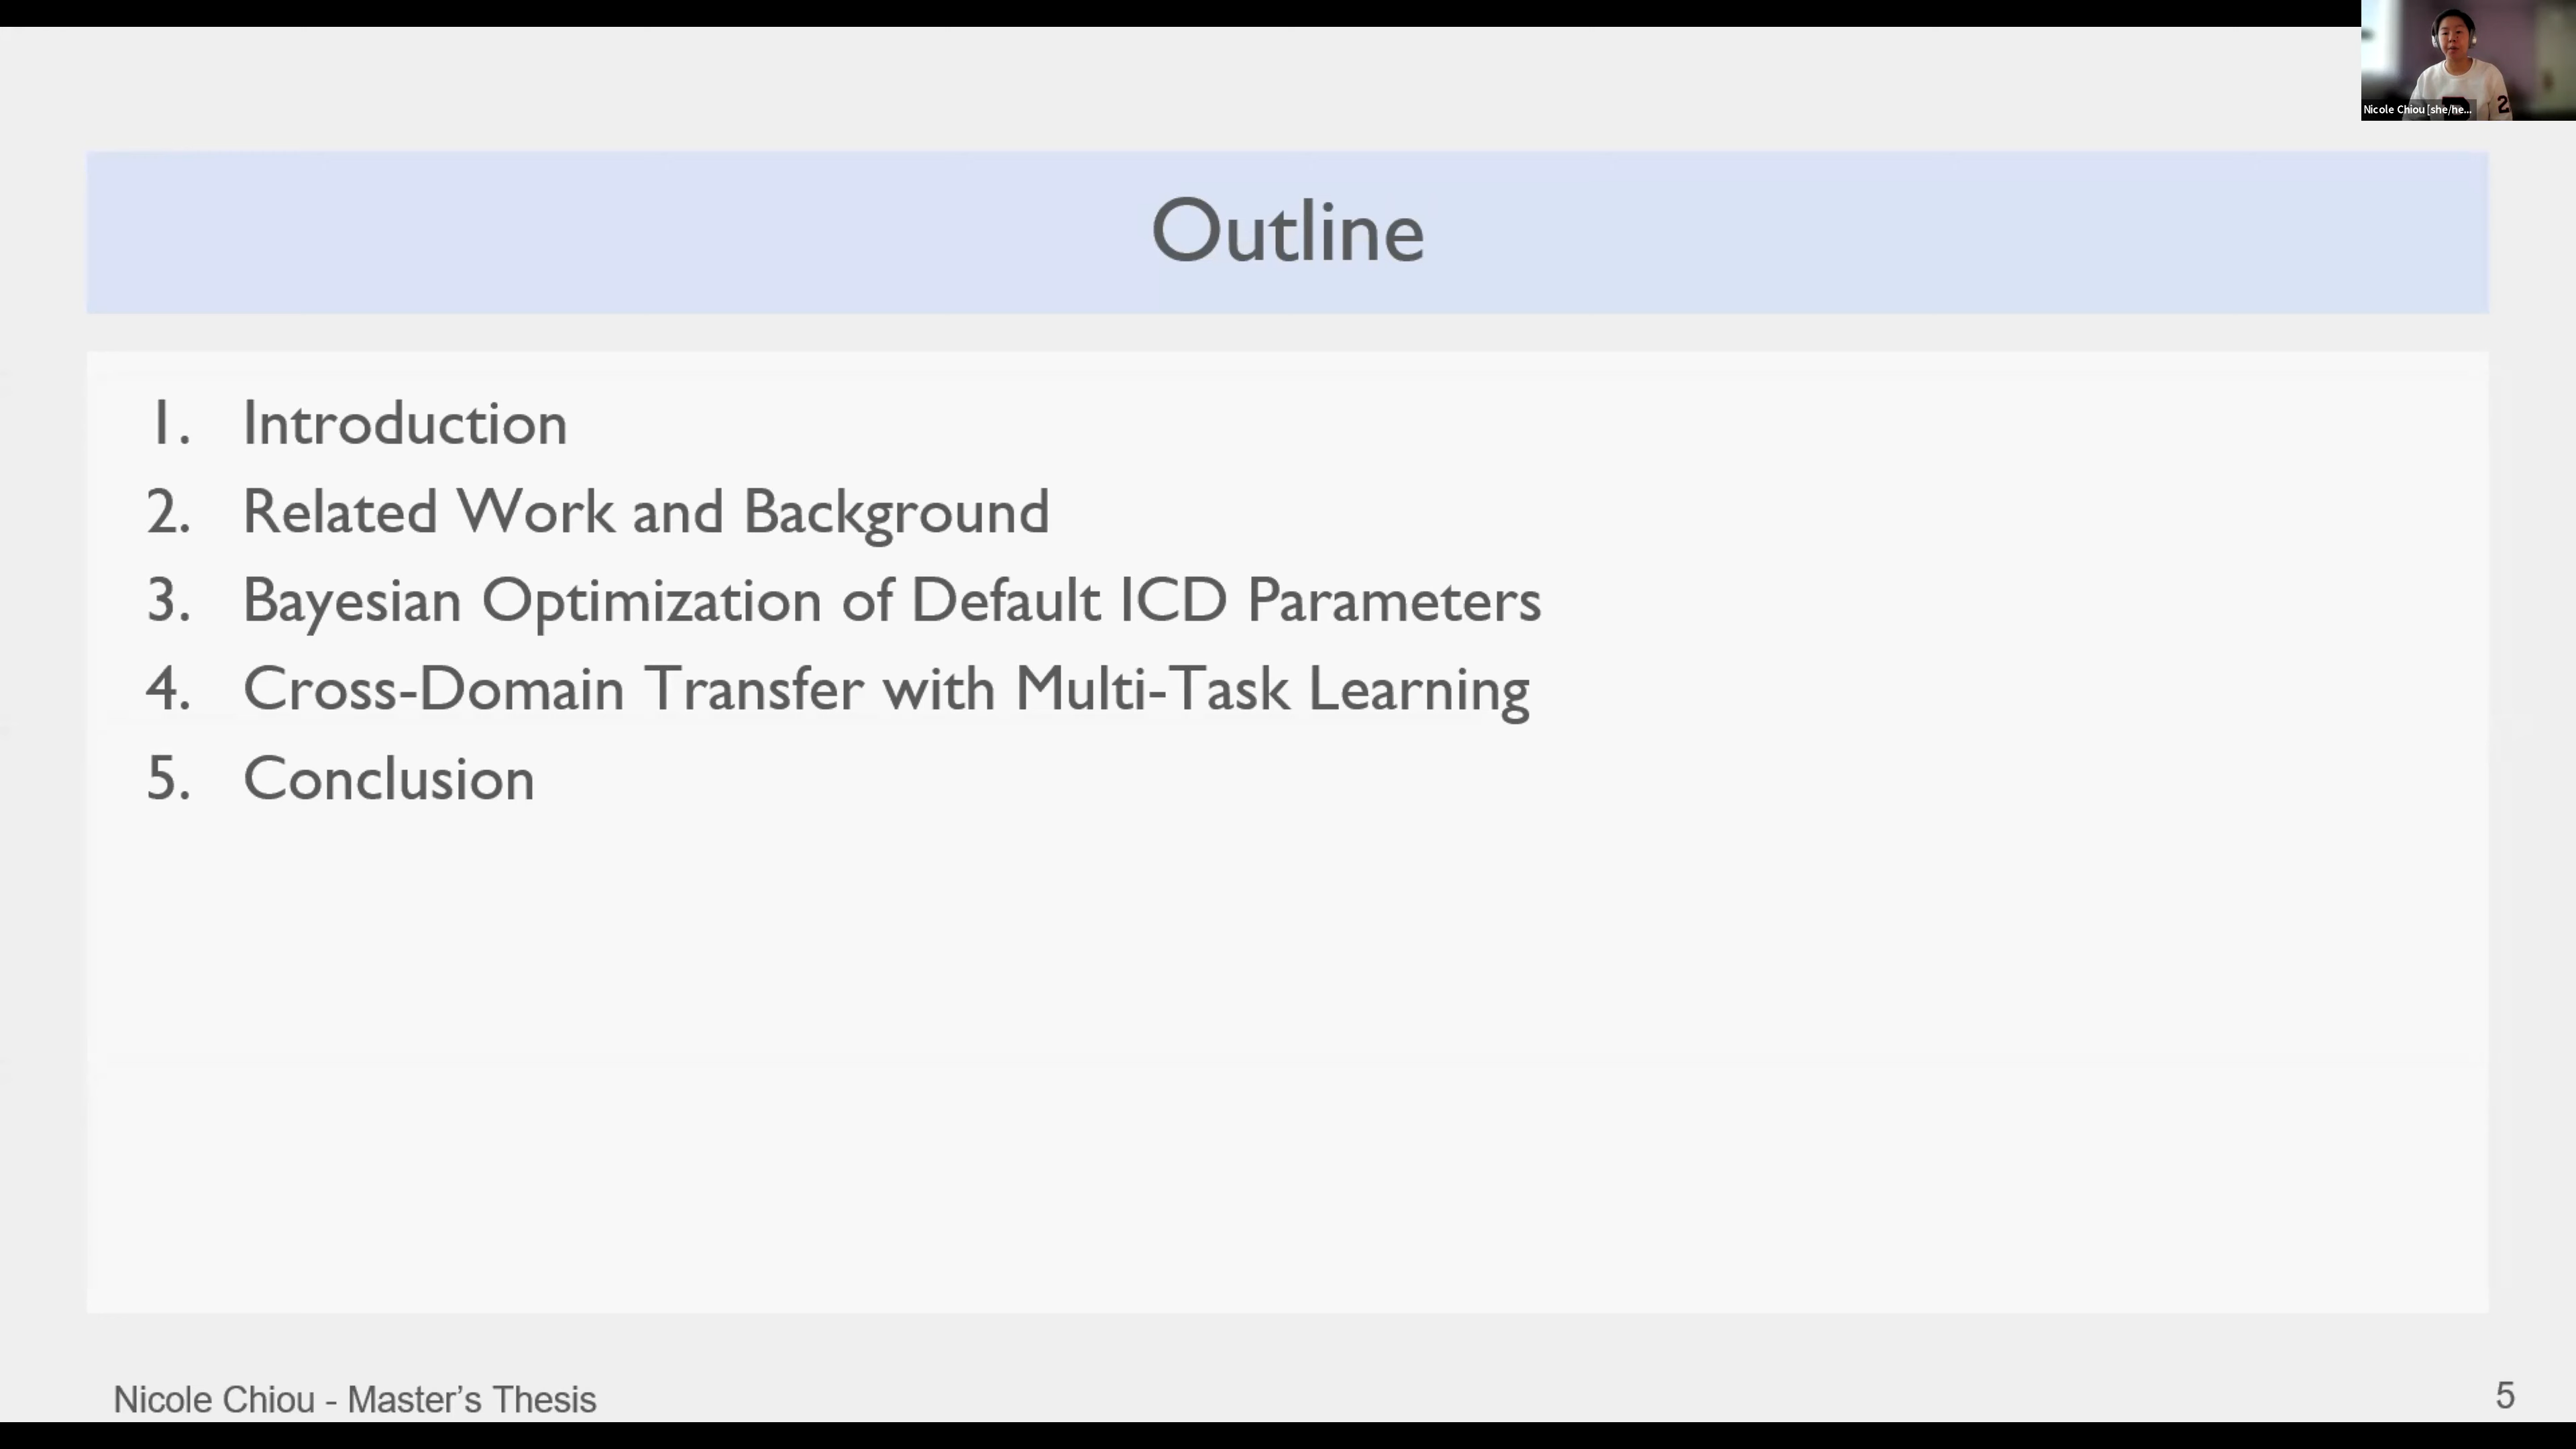 Nicole Chiou [she/he...
2
Outline
1. Introduction
2. Related Work and Background
3. Bayesian Optimization of Default ICD Parameters
4. Cross-Domain Transfer with Multi-Task Learning
5. Conclusion
Nicole Chiou - Master’s Thesis
5